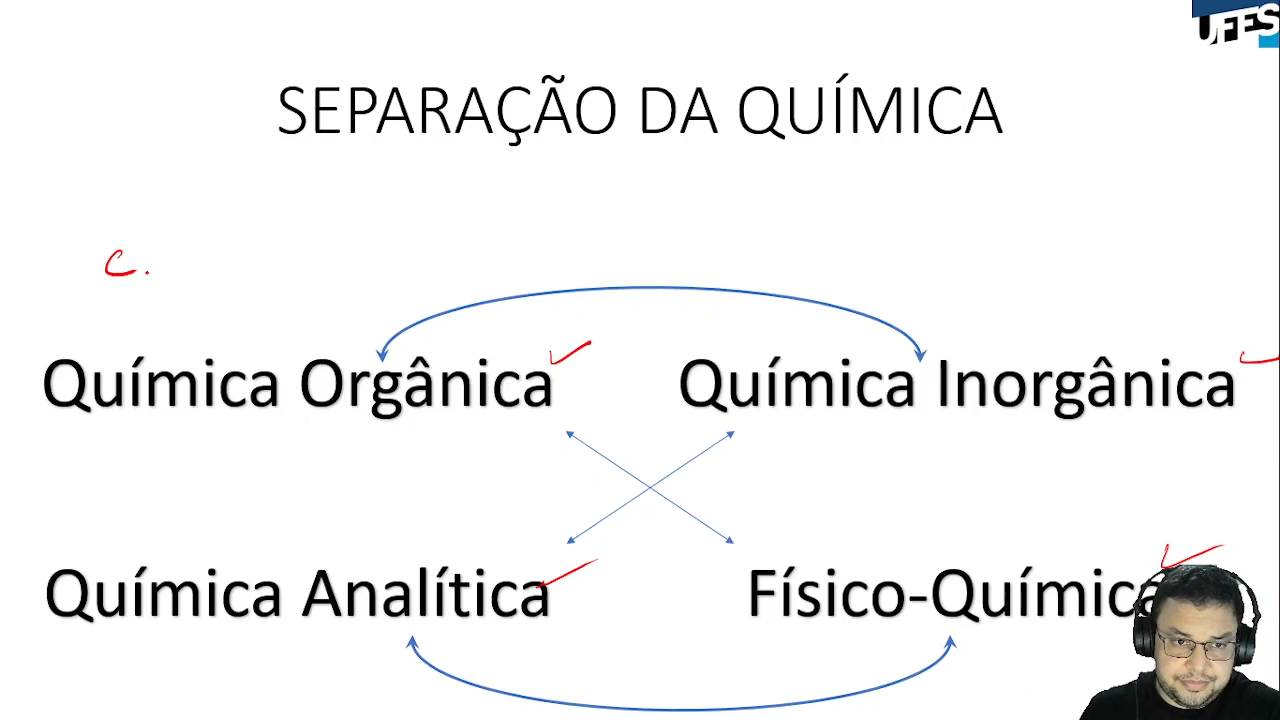 UFES
SEPARAÇÃO DA QUÍMICA
C.
Química Orgânica Química Inorgânica
Química Analítica Físico-Química